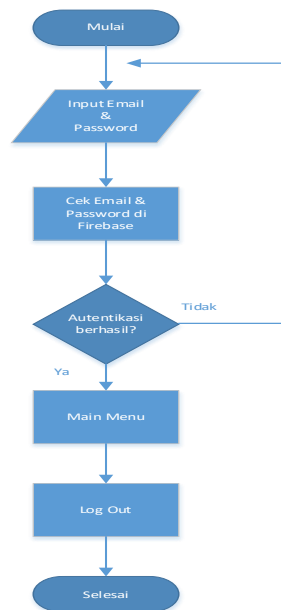 Mulai
Input Email
&
Password
Cek Email &
Password di
Firebase
Autentikasi
berhasil?
Tidak
Ya
Main Menu
Log Out
Selesai